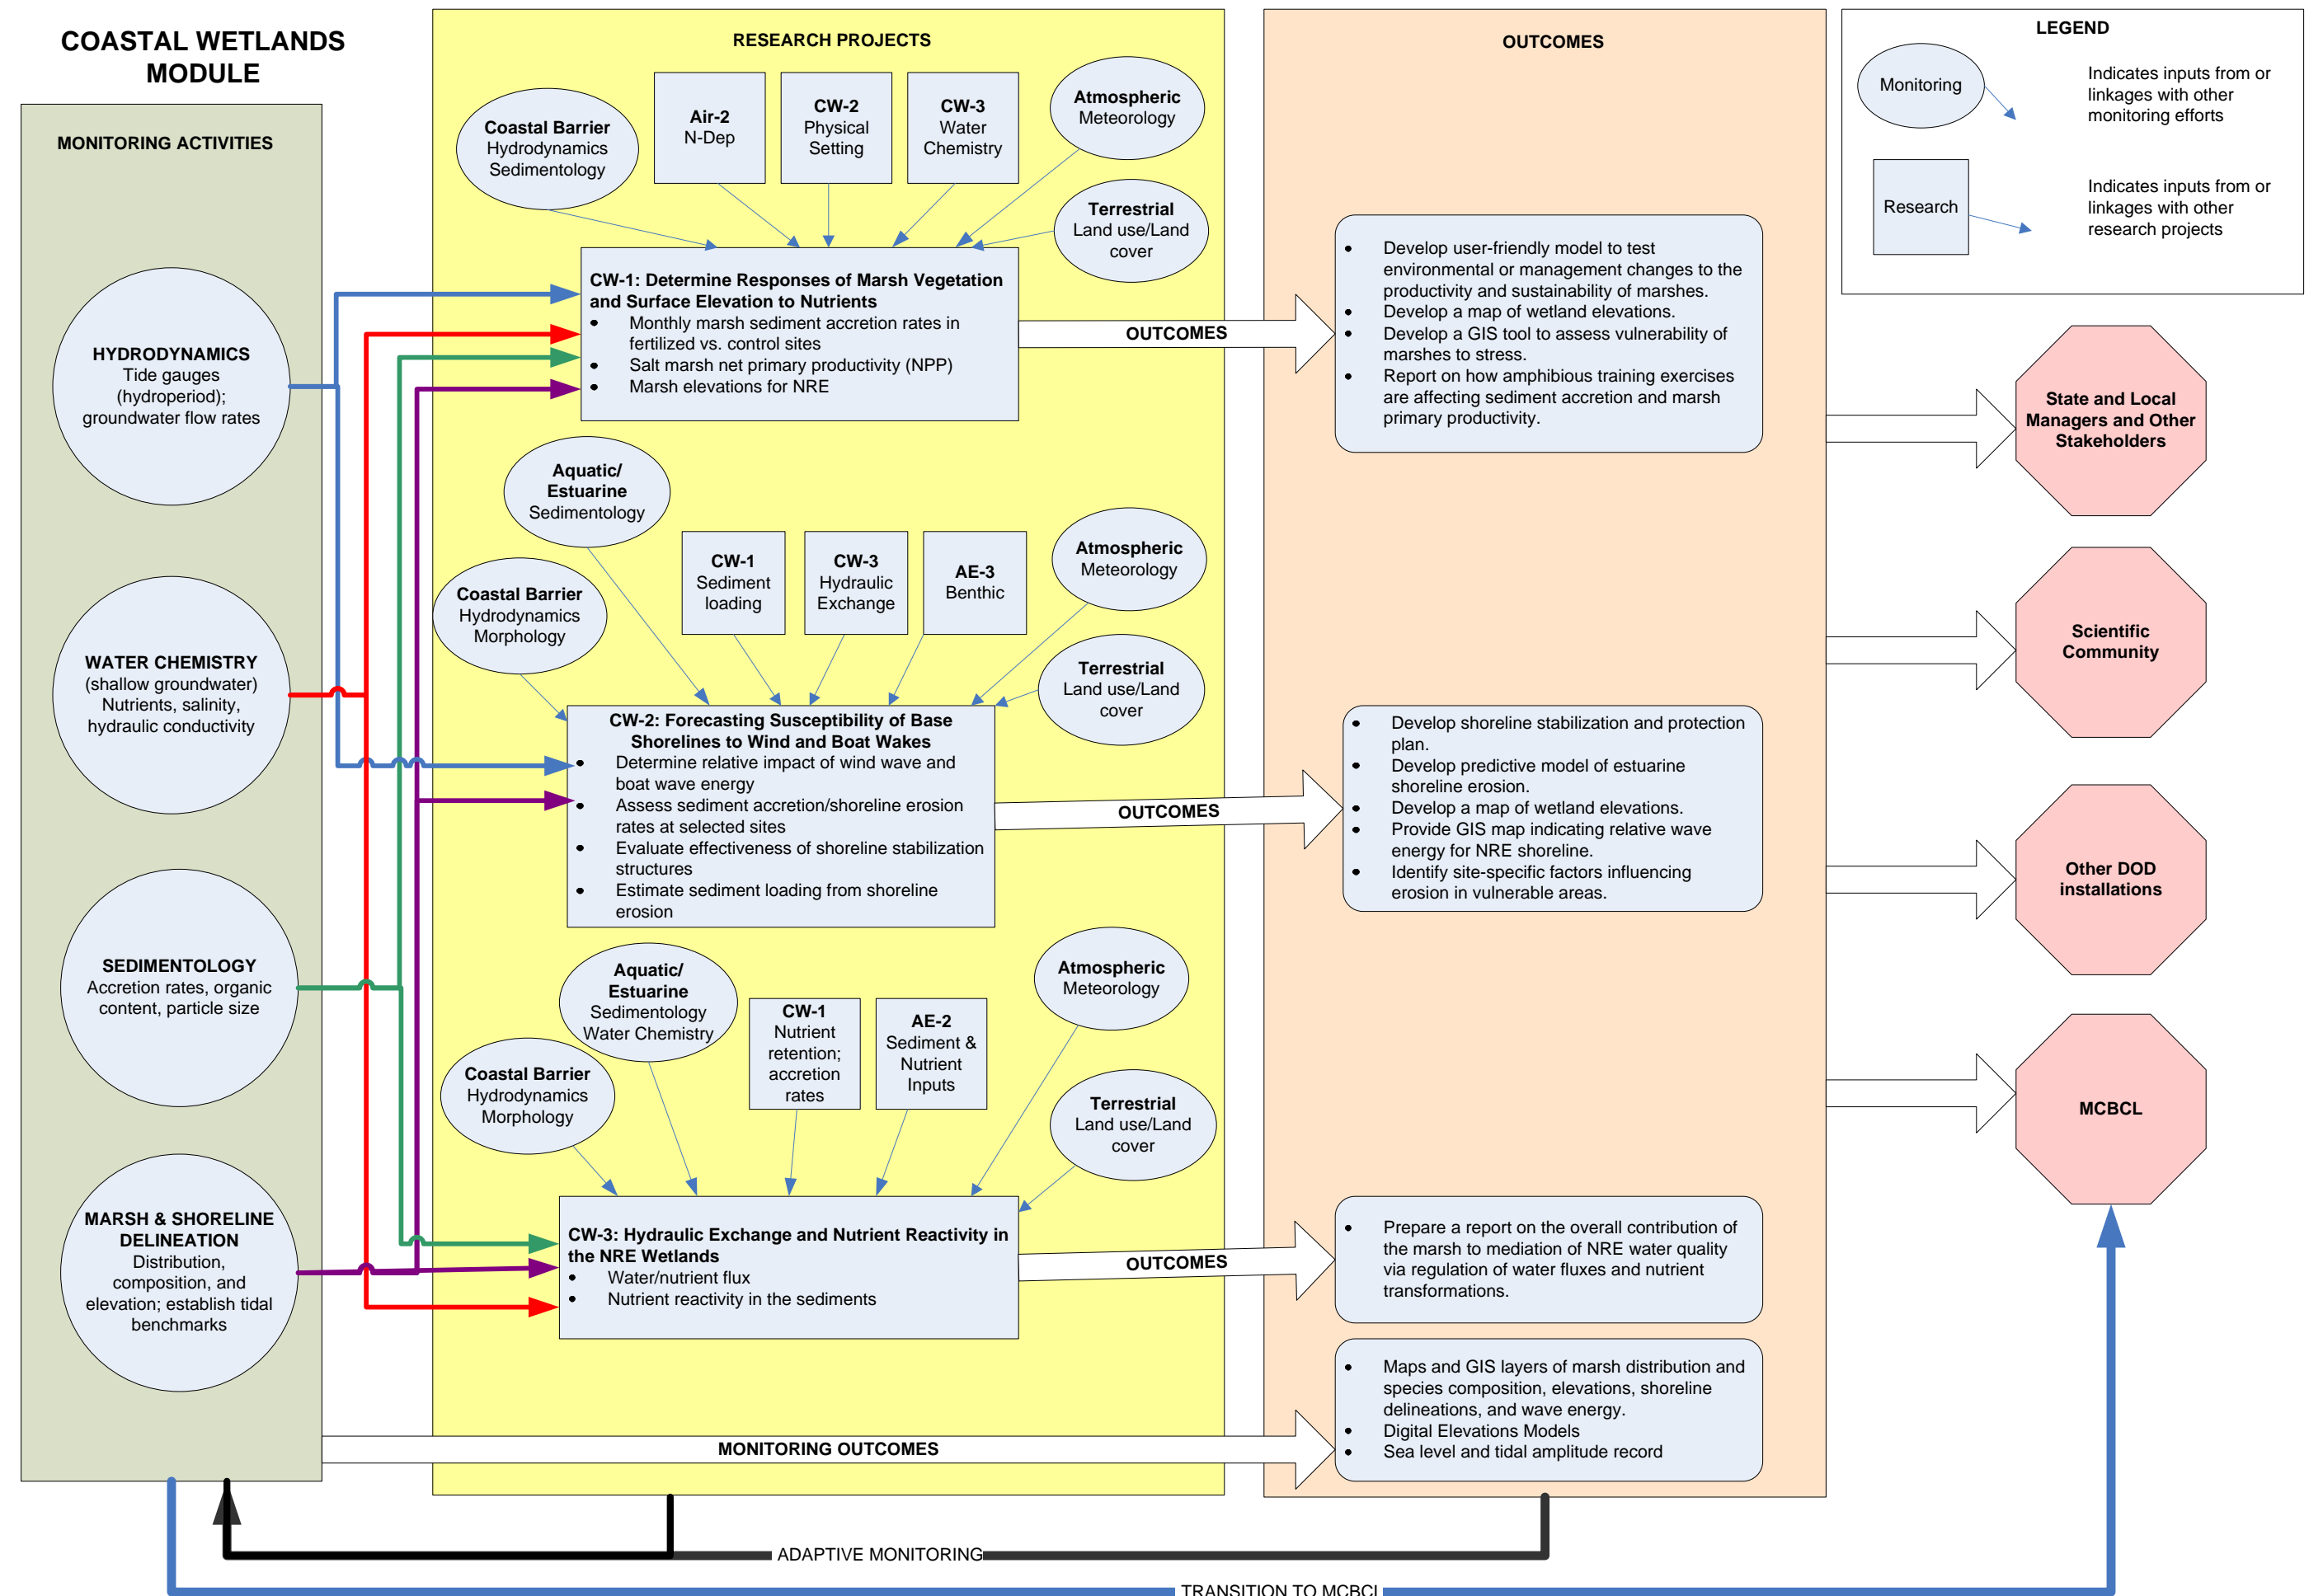 COASTAL WETLANDS
MODULE
MONITORING ACTIVITIES
HYDRODYNAMICS
Tide gauges
(hydroperiod);
groundwater flow rates
WATER CHEMISTRY
(shallow groundwater)
Nutrients, salinity,
hydraulic conductivity
SEDIMENTOLOGY
Accretion rates, organic
content, particle size
MARSH & SHORELINE
DELINEATION
Distribution,
composition, and
elevation; establish tidal
benchmarks
RESEARCH PROJECTS
Coastal Barrier
Hydrodynamics
Sedimentology
Air-2
N-Dep
CW-2
Physical
Setting
CW-3
Water
Chemistry
Atmospheric
Meteorology
Terrestrial
Land use/Land
cover
CW-1: Determine Responses of Marsh Vegetation
and Surface Elevation to Nutrients
• Monthly marsh sediment accretion rates in
fertilized vs. control sites
• Salt marsh net primary productivity (NPP)
• Marsh elevations for NRE
OUTCOMES
Aquatic/
Estuarine
Sedimentology
Coastal Barrier
Hydrodynamics
Morphology
CW-1
Sediment
loading
CW-3
Hydraulic
Exchange
AE-3
Benthic
Atmospheric
Meteorology
Terrestrial
Land use/Land
cover
CW-2: Forecasting Susceptibility of Base
Shorelines to Wind and Boat Wakes
• Determine relative impact of wind wave and
boat wave energy
• Assess sediment accretion/shoreline erosion
rates at selected sites
• Evaluate effectiveness of shoreline stabilization
structures
• Estimate sediment loading from shoreline
erosion
OUTCOMES
Aquatic/
Estuarine
Sedimentology
Water Chemistry
Coastal Barrier
Hydrodynamics
Morphology
CW-1
Nutrient
retention;
accretion
rates
AE-2
Sediment &
Nutrient
Inputs
Atmospheric
Meteorology
Terrestrial
Land use/Land
cover
CW-3: Hydraulic Exchange and Nutrient Reactivity in
the NRE Wetlands
• Water/nutrient flux
• Nutrient reactivity in the sediments
OUTCOMES
MONITORING OUTCOMES
OUTCOMES
• Develop user-friendly model to test
environmental or management changes to the
productivity and sustainability of marshes.
• Develop a map of wetland elevations.
• Develop a GIS tool to assess vulnerability of
marshes to stress.
• Report on how amphibious training exercises
are affecting sediment accretion and marsh
primary productivity.
• Develop shoreline stabilization and protection
plan.
• Develop predictive model of estuarine
shoreline erosion.
• Develop a map of wetland elevations.
• Provide GIS map indicating relative wave
energy for NRE shoreline.
• Identify site-specific factors influencing
erosion in vulnerable areas.
• Prepare a report on the overall contribution of
the marsh to mediation of NRE water quality
via regulation of water fluxes and nutrient
transformations.
• Maps and GIS layers of marsh distribution and
species composition, elevations, shoreline
delineations, and wave energy.
• Digital Elevations Models
• Sea level and tidal amplitude record
LEGEND
Monitoring
Indicates inputs from or
linkages with other
monitoring efforts
Research
Indicates inputs from or
linkages with other
research projects
State and Local
Managers and Other
Stakeholders
Scientific
Community
Other DOD
installations
MCBCL
ADAPTIVE MONITORING
TRANSITION TO MCBCL